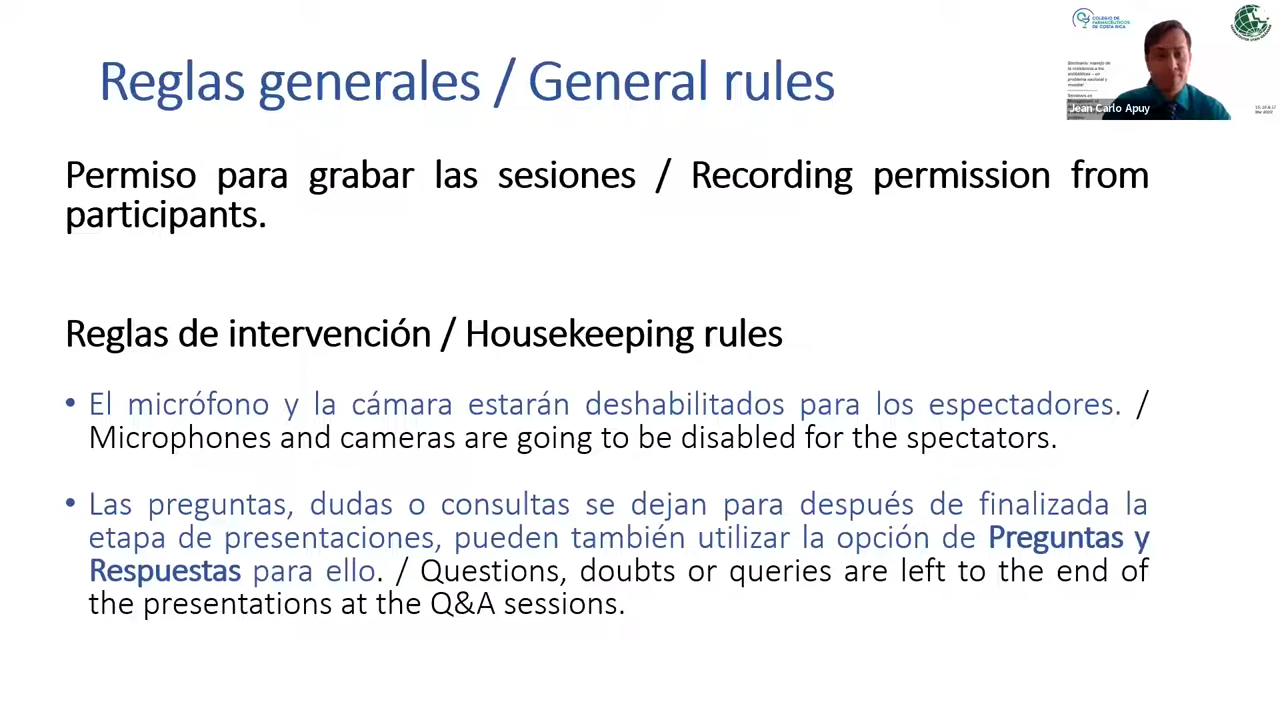 Reglas generales / General rules
COLEGIO DE
FARMACÉUTICOS
DE COSTA RICA
Jean Carlo Apuy
Permiso para grabar las sesiones / Recording permission from
participants.
Reglas de intervención / Housekeeping rules
• El micrófono y la cámara estarán deshabilitados para los espectadores. /
Microphones and cameras are going to be disabled for the spectators.
• Las preguntas, dudas o consultas se dejan para después de finalizada la
etapa de presentaciones, pueden también utilizar la opción de Preguntas y
Respuestas para ello. / Questions, doubts or queries are left to the end of
the presentations at the Q&A sessions.